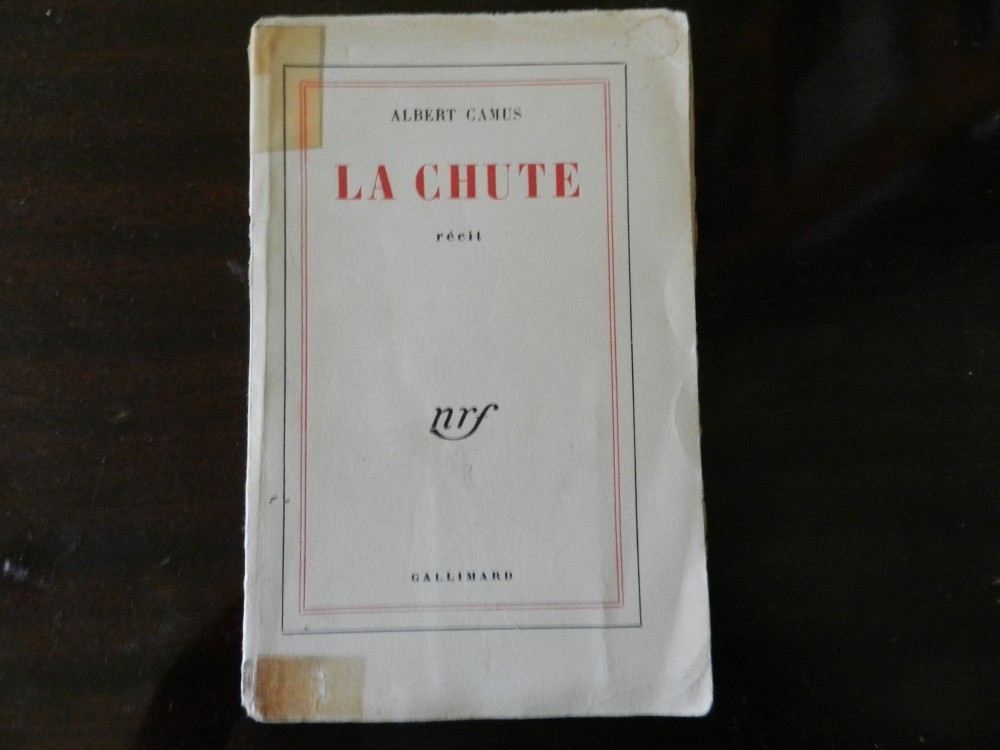 ALBERT CAMUS
LA CHUTE
récit
nrf
GALLIMARD